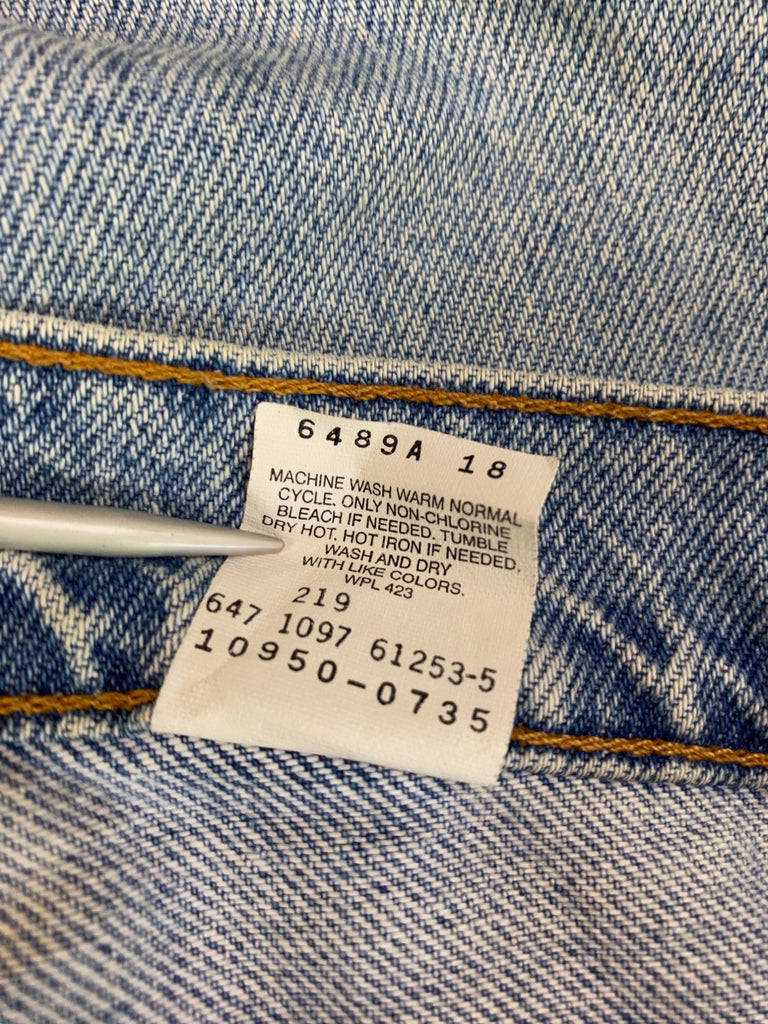 6489A 18
MACHINE WASH WARM NORMAL
CYCLE. ONLY NON-CHLORINE
BLEACH IF NEEDED. TUMBLE
DRY HOT. HOT IRON IF NEEDED.
WASH AND DRY
WITH LIKE COLORS.
WPL 423
219
647 1097 61253-5
10950-0735